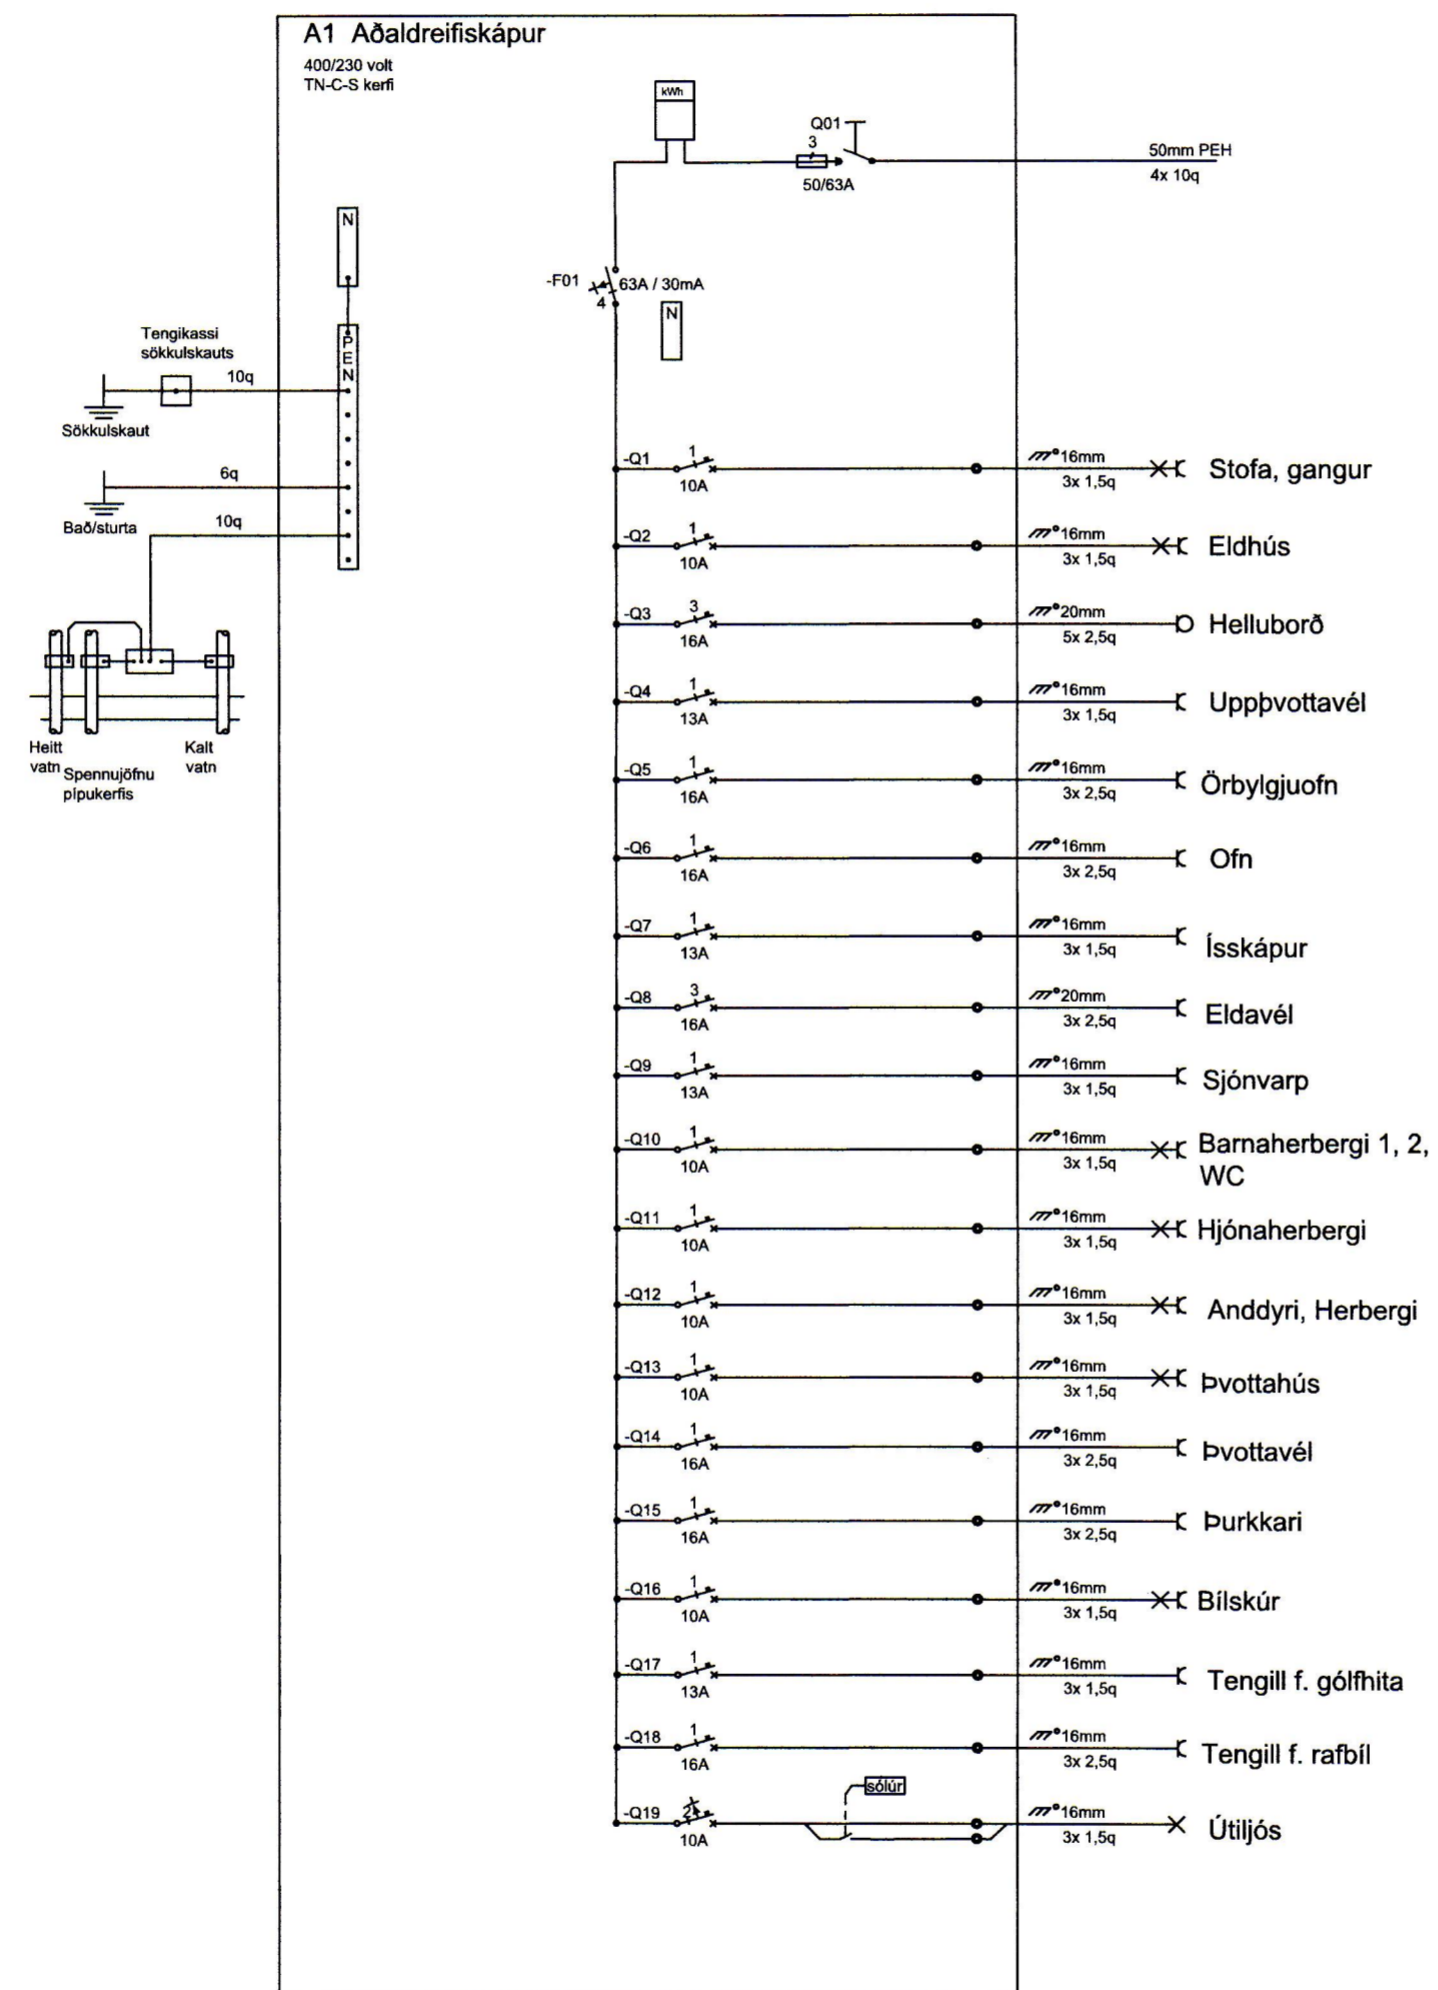 A1 Aðaldreifiskápur
400/230 volt
TN-C-S kerfi
kWh
Q01
3
50/63A
50mm PEH
4x 10q
N
-F01
63A / 30mA
4
N
PEN
Tengikassi
sökkulskauts
10q
Sökkulskaut
6q
Bað/sturta
10q
Heitt
vatn
Spennujöfnu
pípukerfis
Kalt
vatn
-Q1
1
10A
16mm
3x 1,5q
Stofa, gangur
-Q2
1
10A
16mm
3x 1,5q
Eldhús
-Q3
3
16A
20mm
5x 2,5q
Helluborð
-Q4
1
13A
16mm
3x 1,5q
Uppþvottavél
-Q5
1
16A
16mm
3x 2,5q
Örbylgjuofn
-Q6
1
16A
16mm
3x 2,5q
Ofn
-Q7
1
13A
16mm
3x 1,5q
Ísskápur
-Q8
3
16A
20mm
3x 2,5q
Eldavél
-Q9
1
13A
16mm
3x 1,5q
Sjónvarp
-Q10
1
10A
16mm
3x 1,5q
Barnaherbergi 1, 2,
WC
-Q11
1
10A
16mm
3x 1,5q
Hjónaherbergi
-Q12
1
10A
16mm
3x 1,5q
Anddyri, Herbergi
-Q13
1
10A
16mm
3x 1,5q
Þvottahús
-Q14
1
16A
16mm
3x 2,5q
Þvottavél
-Q15
1
16A
16mm
3x 2,5q
Þurkkari
-Q16
1
10A
16mm
3x 1,5q
Bílskúr
-Q17
1
13A
16mm
3x 1,5q
Tengill f. gólfhita
-Q18
1
16A
16mm
3x 2,5q
Tengill f. rafbíl
sólúr
-Q19
2
10A
16mm
3x 1,5q
Útiljós